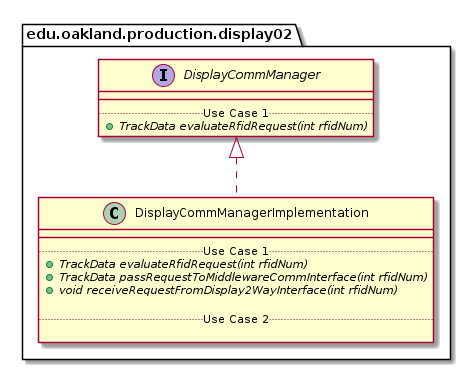 edu.oakland.production.display02
I DisplayCommManager
Use Case 1
TrackData evaluateRfidRequest(int rfidNum)
C DisplayCommManagerImplementation
Use Case 1
TrackData evaluateRfidRequest(int rfidNum)
TrackData passRequestToMiddlewareCommInterface(int rfidNum)
void receiveRequestFromDisplay2WayInterface(int rfidNum)
Use Case 2